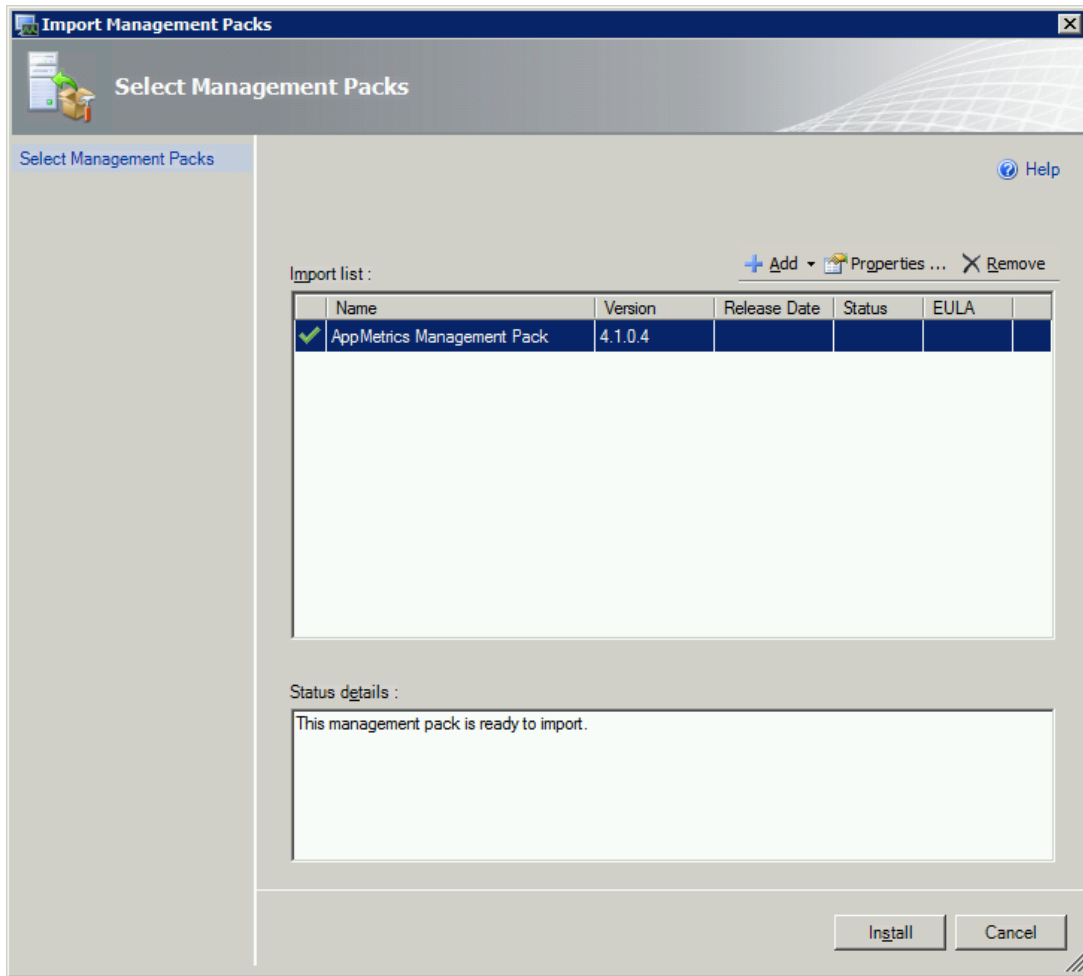 Import Management Packs
Select Management Packs
Select Management Packs
Help
Import list :
Add
Properties ...
Remove
Name Version Release Date Status EULA
AppMetrics Management Pack 4.1.0.4
Status details :
This management pack is ready to import.
Install Cancel